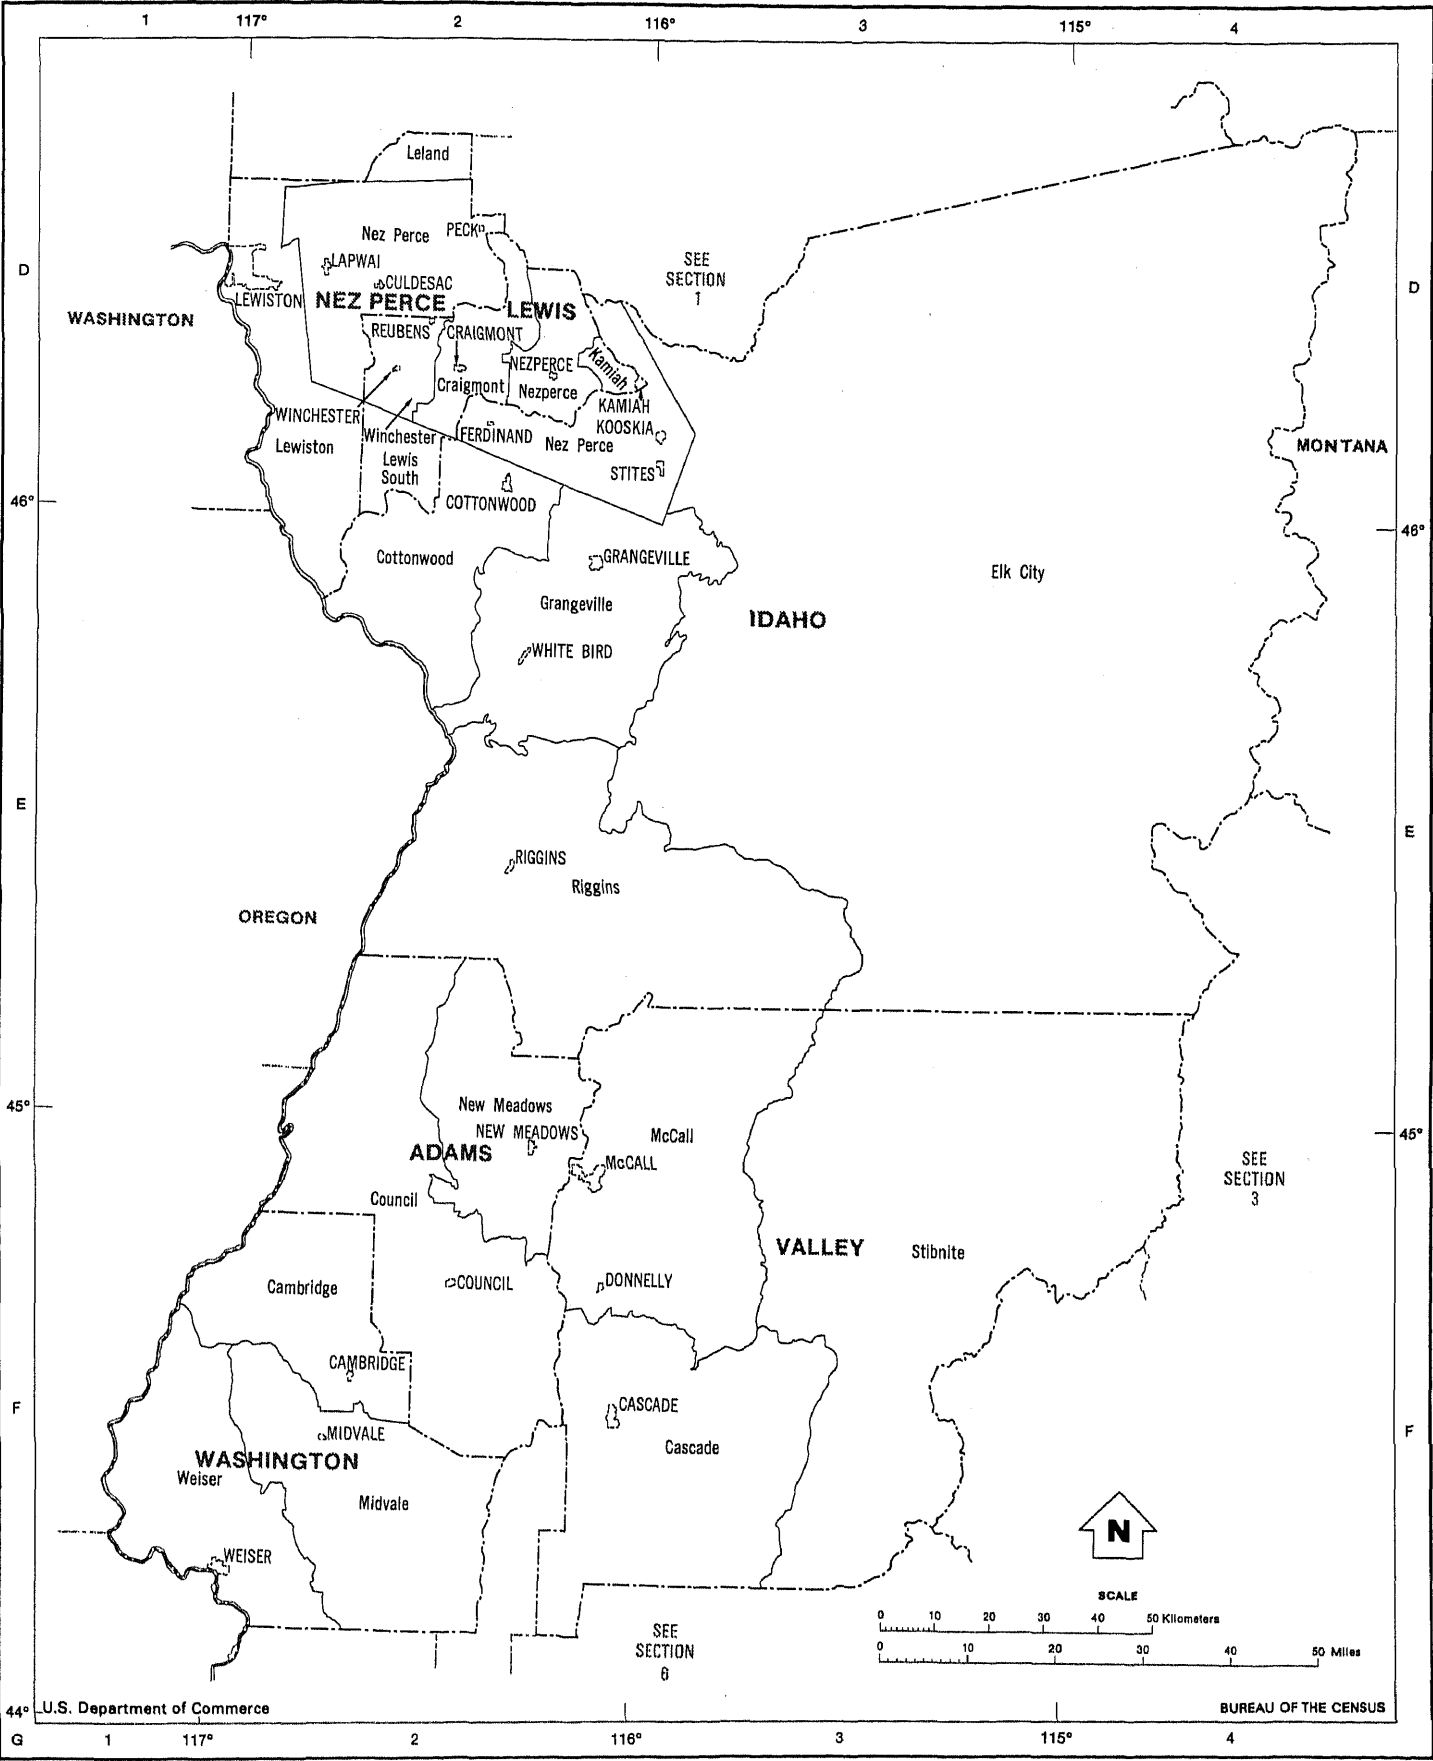 1 117° 2 116° 3 115° 4
Leland
Nez Perce PECK
LAPWAI
SEE
SECTION
1
D D
CULDESAC
LEWISTON NEZ PERCE LEWIS
WASHINGTON
REUBENS CRAIGMONT
NEZPERCE Kamiah
Craigmont Nezperce
WINCHESTER KAMIAH
Winchester FERDINAND KOOSKIA
Lewiston Nez Perce MONTANA
Lewis
South STITES
46° COTTONWOOD
46°
Cottonwood GRANGEVILLE
Elk City
Grangeville
IDAHO
WHITE BIRD
E E
RIGGINS
Riggins
OREGON
45° New Meadows
NEW MEADOWS McCall 45°
ADAMS McCALL
SEE
SECTION
3
Council
VALLEY Stibnite
Cambridge COUNCIL DONNELLY
CAMBRIDGE
F CASCADE
F
MIDVALE Cascade
WASHINGTON
Weiser
Midvale
N
WEISER
SCALE
0 10 20 30 40 50 Kilometers
0 10 20 30 40 50 Miles
SEE
SECTION
6
44° U.S. Department of Commerce BUREAU OF THE CENSUS
G 1 117° 2 116° 3 115° 4